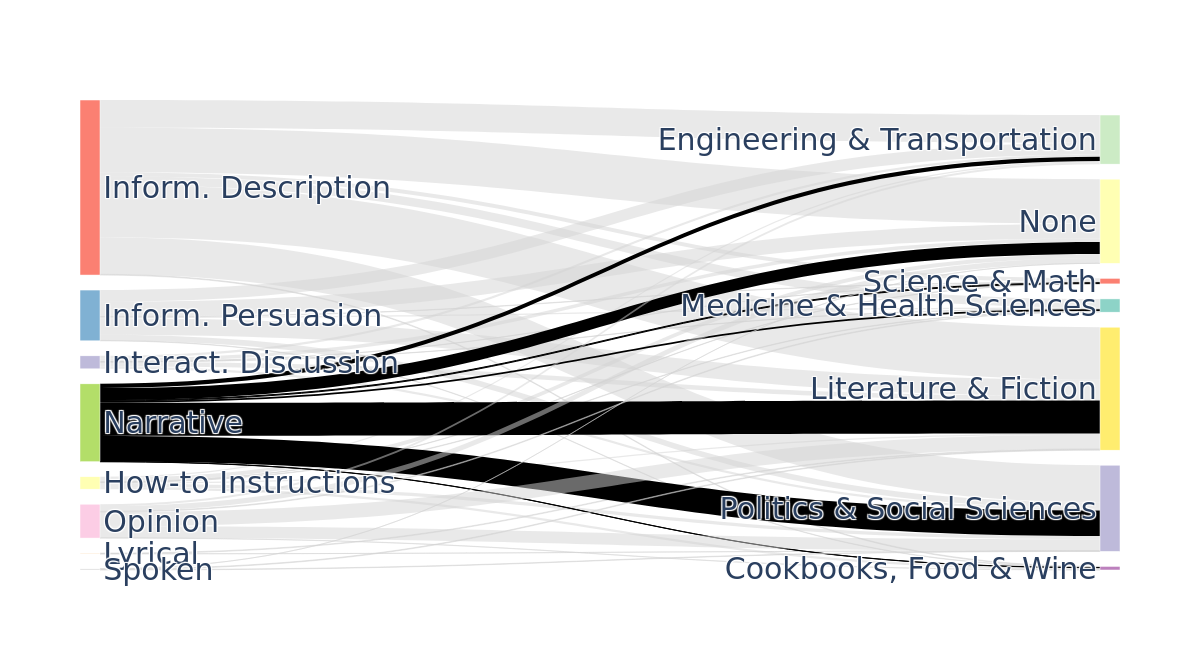 Inform. Description
Inform. Persuasion
Interact. Discussion
Narrative
How-to Instructions
Opinion
Lyrical
Spoken
Engineering & Transportation
None
Science & Math
Medicine & Health Sciences
Literature & Fiction
Politics & Social Sciences
Cookbooks, Food & Wine